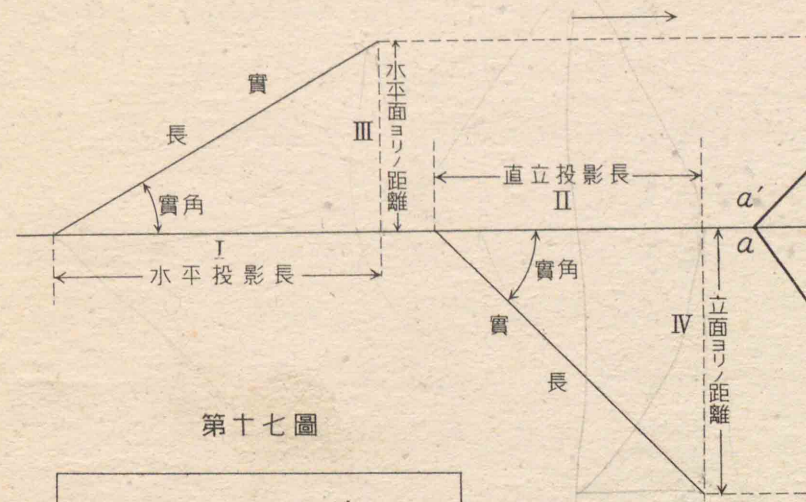 實長
水平面ヨリノ距離
III
實角
I
水平投影長
直立投影長
II
a'
a
實角
實長
IV
立面ヨリノ距離
第十七圖